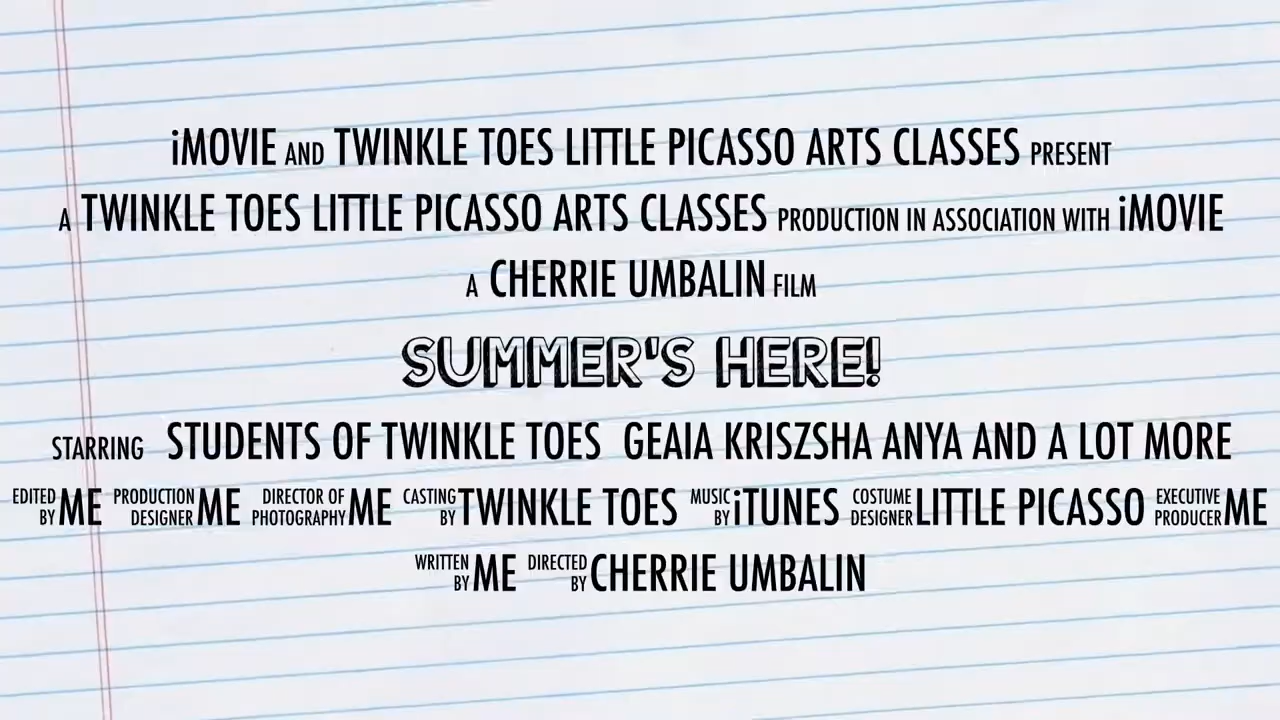 iMOVIE AND TWINKLE TOES LITTLE PICASSO ARTS CLASSES PRESENT
A TWINKLE TOES LITTLE PICASSO ARTS CLASSES PRODUCTION IN ASSOCIATION WITH iMOVIE
A CHERRIE UMBALIN FILM
SUMMER'S HERE!
STARRING STUDENTS OF TWINKLE TOES GEAIA KRISZSHA ANYA AND A LOT MORE
EDITED BY ME PRODUCTION DESIGNER ME DIRECTOR OF PHOTOGRAPHY ME CASTING BY TWINKLE TOES MUSIC BY iTUNES COSTUME DESIGNER LITTLE PICASSO EXECUTIVE PRODUCER ME
WRITTEN BY ME DIRECTED BY CHERRIE UMBALIN